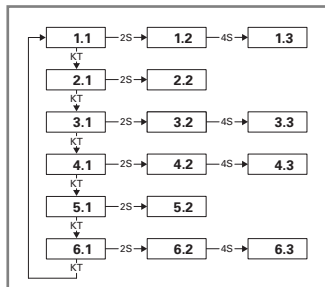 1.1 2S 1.2 4S 1.3
KT
2.1 2S 2.2
KT
3.1 2S 3.2 4S 3.3
KT
4.1 2S 4.2 4S 4.3
KT
5.1 2S 5.2
KT
6.1 2S 6.2 4S 6.3
KT